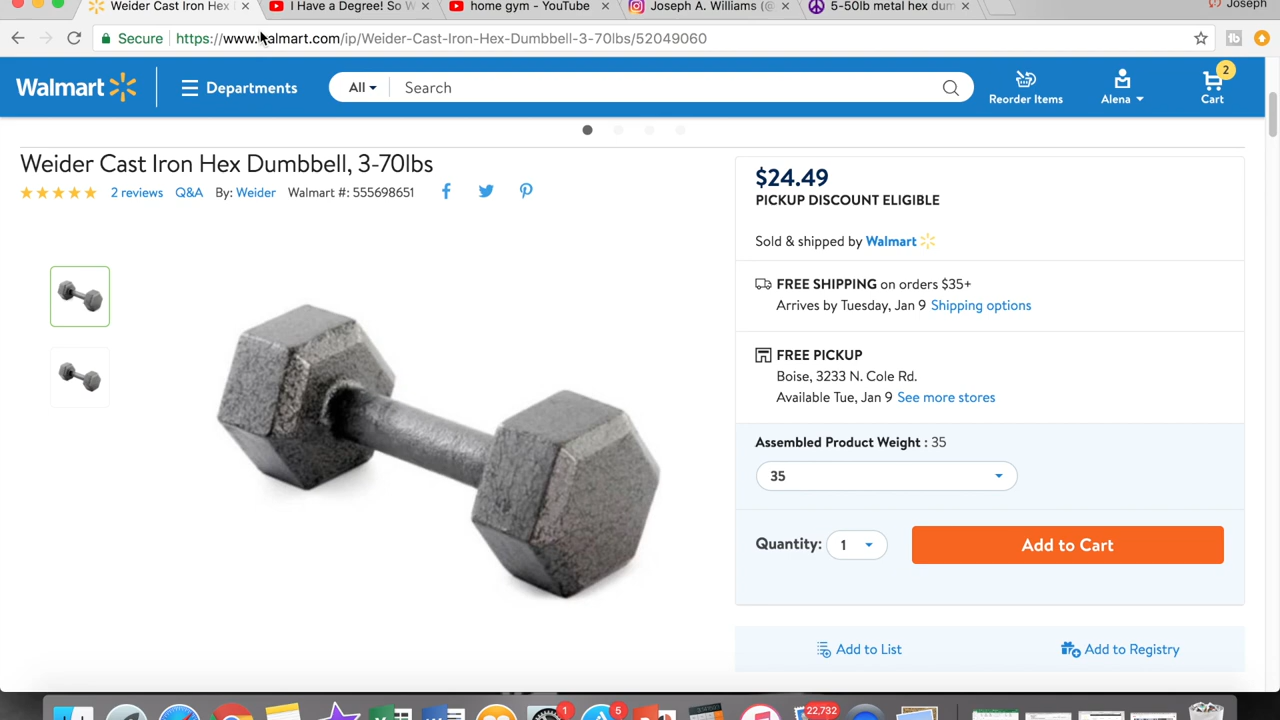 Weider Cast Iron Hex
I Have a Degree! So W
home gym - YouTube
Joseph A. Williams (@
5-50lb metal hex dum
Joseph
Secure
https://www.walmart.com/ip/Weider-Cast-Iron-Hex-Dumbbell-3-70lbs/52049060
Walmart
Departments
All
Search
Reorder Items
Alena
2
Cart
Weider Cast Iron Hex Dumbbell, 3-70lbs
2 reviews Q&A By: Weider Walmart #: 555698651
$24.49
PICKUP DISCOUNT ELIGIBLE
Sold & shipped by Walmart
FREE SHIPPING on orders $35+
Arrives by Tuesday, Jan 9 Shipping options
FREE PICKUP
Boise, 3233 N. Cole Rd.
Available Tue, Jan 9 See more stores
Assembled Product Weight : 35
35
Quantity: 1
Add to Cart
Add to List
Add to Registry
1
5
22,732